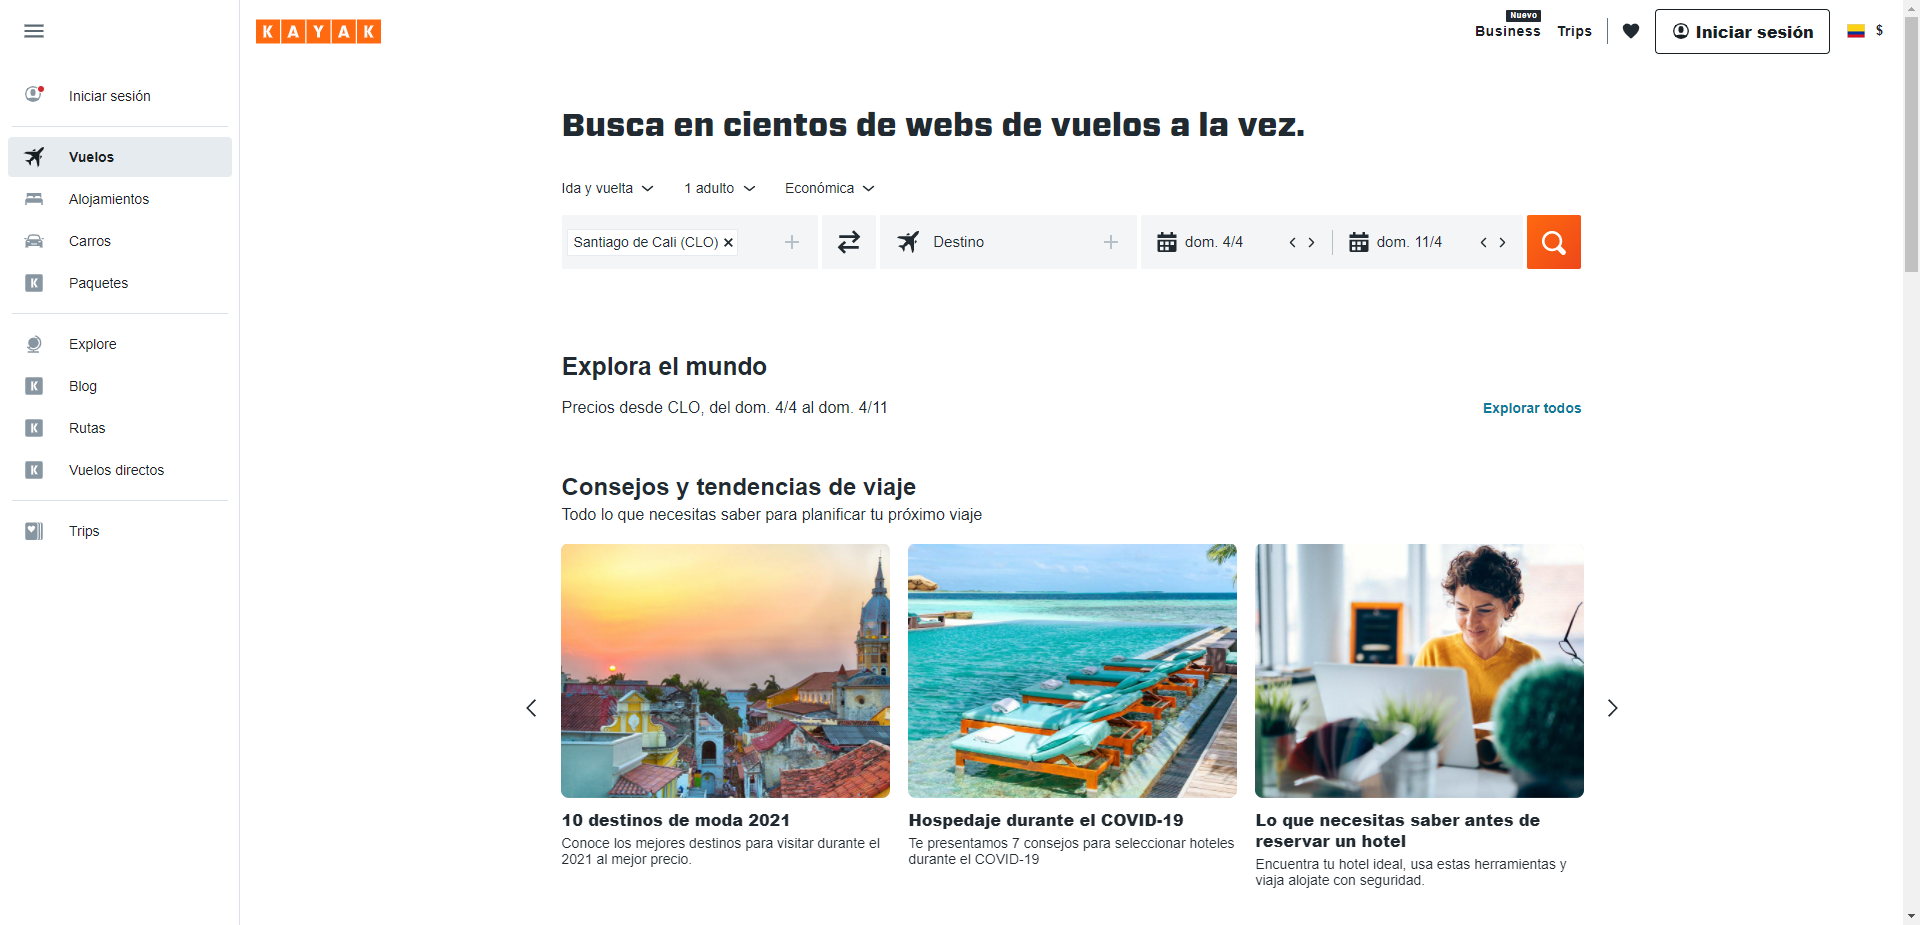 KAYAK
Nuevo
Business
Trips
Iniciar sesión
$
Iniciar sesión
Vuelos
Alojamientos
Carros
K Paquetes
Explore
K Blog
K Rutas
K Vuelos directos
Trips
Busca en cientos de webs de vuelos a la vez.
Ida y vuelta 1 adulto Económica
Santiago de Cali (CLO) Destino dom. 4/4 dom. 11/4
Explora el mundo
Precios desde CLO, del dom. 4/4 al dom. 4/11
Explorar todos
Consejos y tendencias de viaje
Todo lo que necesitas saber para planificar tu próximo viaje
10 destinos de moda 2021
Conoce los mejores destinos para visitar durante el
2021 al mejor precio.
Hospedaje durante el COVID-19
Te presentamos 7 consejos para seleccionar hoteles
durante el COVID-19
Lo que necesitas saber antes de
reservar un hotel
Encuentra tu hotel ideal, usa estas herramientas y
viaja alojate con seguridad.